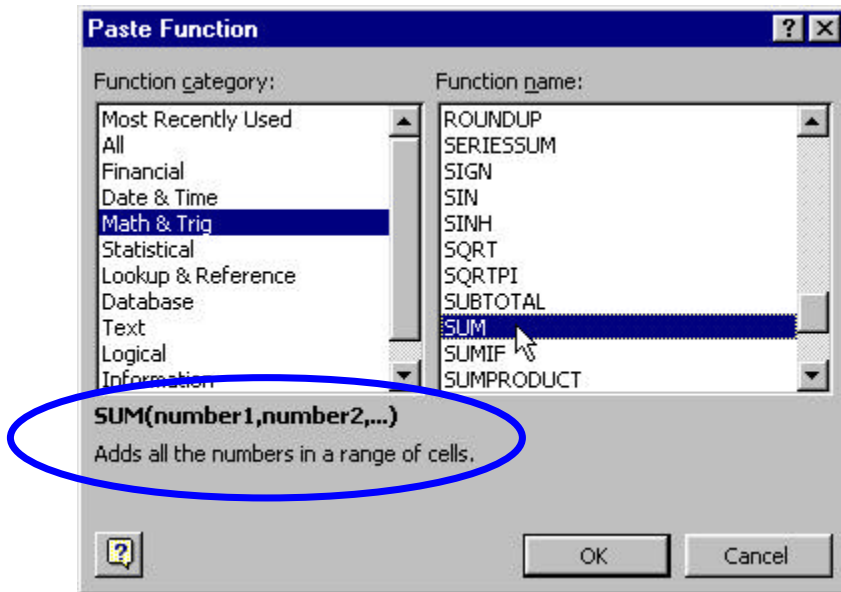 Paste Function
Function category:
Function name:
Most Recently Used
All
Financial
Date & Time
Math & Trig
Statistical
Lookup & Reference
Database
Text
Logical
Information
ROUNDUP
SERIESSUM
SIGN
SIN
SINH
SQRT
SQRTPI
SUBTOTAL
SUM
SUMIF
SUMPRODUCT
SUM(number1,number2,...)
Adds all the numbers in a range of cells.
OK
Cancel